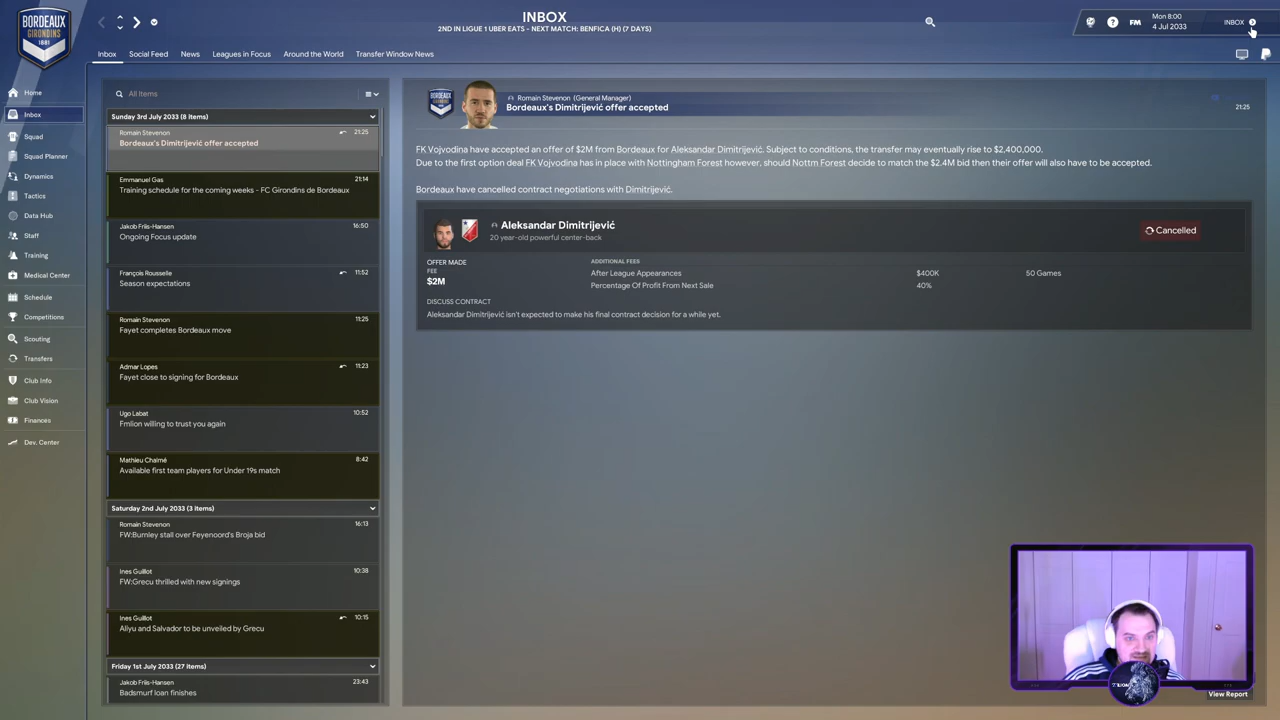 BORDEAUX
GIRONDINS
1881
INBOX
2ND IN LIGUE 1 UBER EATS - NEXT MATCH: BENFICA (H) (7 DAYS)
FM
Mon 8:00
4 Jul 2033
INBOX
Inbox
Social Feed
News
Leagues in Focus
Around the World
Transfer Window News
Home
Inbox
Squad
Squad Planner
Dynamics
Tactics
Data Hub
Staff
Training
Medical Center
Schedule
Competitions
Scouting
Transfers
Club Info
Club Vision
Finances
Dev. Center
All Items
Sunday 3rd July 2033 (8 Items)
Romain Stevenon 21:25
Bordeaux's Dimitrijević offer accepted
Emmanuel Gas 21:14
Training schedule for the coming weeks - FC Girondins de Bordeaux
Jakob Friis-Hansen 16:50
Ongoing Focus update
François Rousselle 11:52
Season expectations
Romain Stevenon 11:25
Fayet completes Bordeaux move
Admar Lopes 11:23
Fayet close to signing for Bordeaux
Ugo Labat 10:52
Fmlion willing to trust you again
Mathieu Chaimé 8:42
Available first team players for Under 19s match
Saturday 2nd July 2033 (3 items)
Romain Stevenon 16:13
FW:Burnley stall over Feyenoord's Broja bid
Ines Guillot 10:38
FW:Grecu thrilled with new signings
Ines Guillot 10:15
Aliyu and Salvador to be unveiled by Grecu
Friday 1st July 2033 (27 items)
Jakob Friis-Hansen 23:43
Badsmurf loan finishes
Romain Stevenon (General Manager)
Bordeaux's Dimitrijević offer accepted
21:25
FK Vojvodina have accepted an offer of $2M from Bordeaux for Aleksandar Dimitrijević. Subject to conditions, the transfer may eventually rise to $2,400,000.
Due to the first option deal FK Vojvodina has in place with Nottingham Forest however, should Nottm Forest decide to match the $2.4M bid then their offer will also have to be accepted.
Bordeaux have cancelled contract negotiations with Dimitrijević.
Aleksandar Dimitrijević
20 year-old powerful center-back
Cancelled
OFFER MADE
FEE
$2M
ADDITIONAL FEES
After League Appearances $400K 50 Games
Percentage Of Profit From Next Sale 40%
DISCUSS CONTRACT
Aleksandar Dimitrijević isn't expected to make his final contract decision for a while yet.
View Report